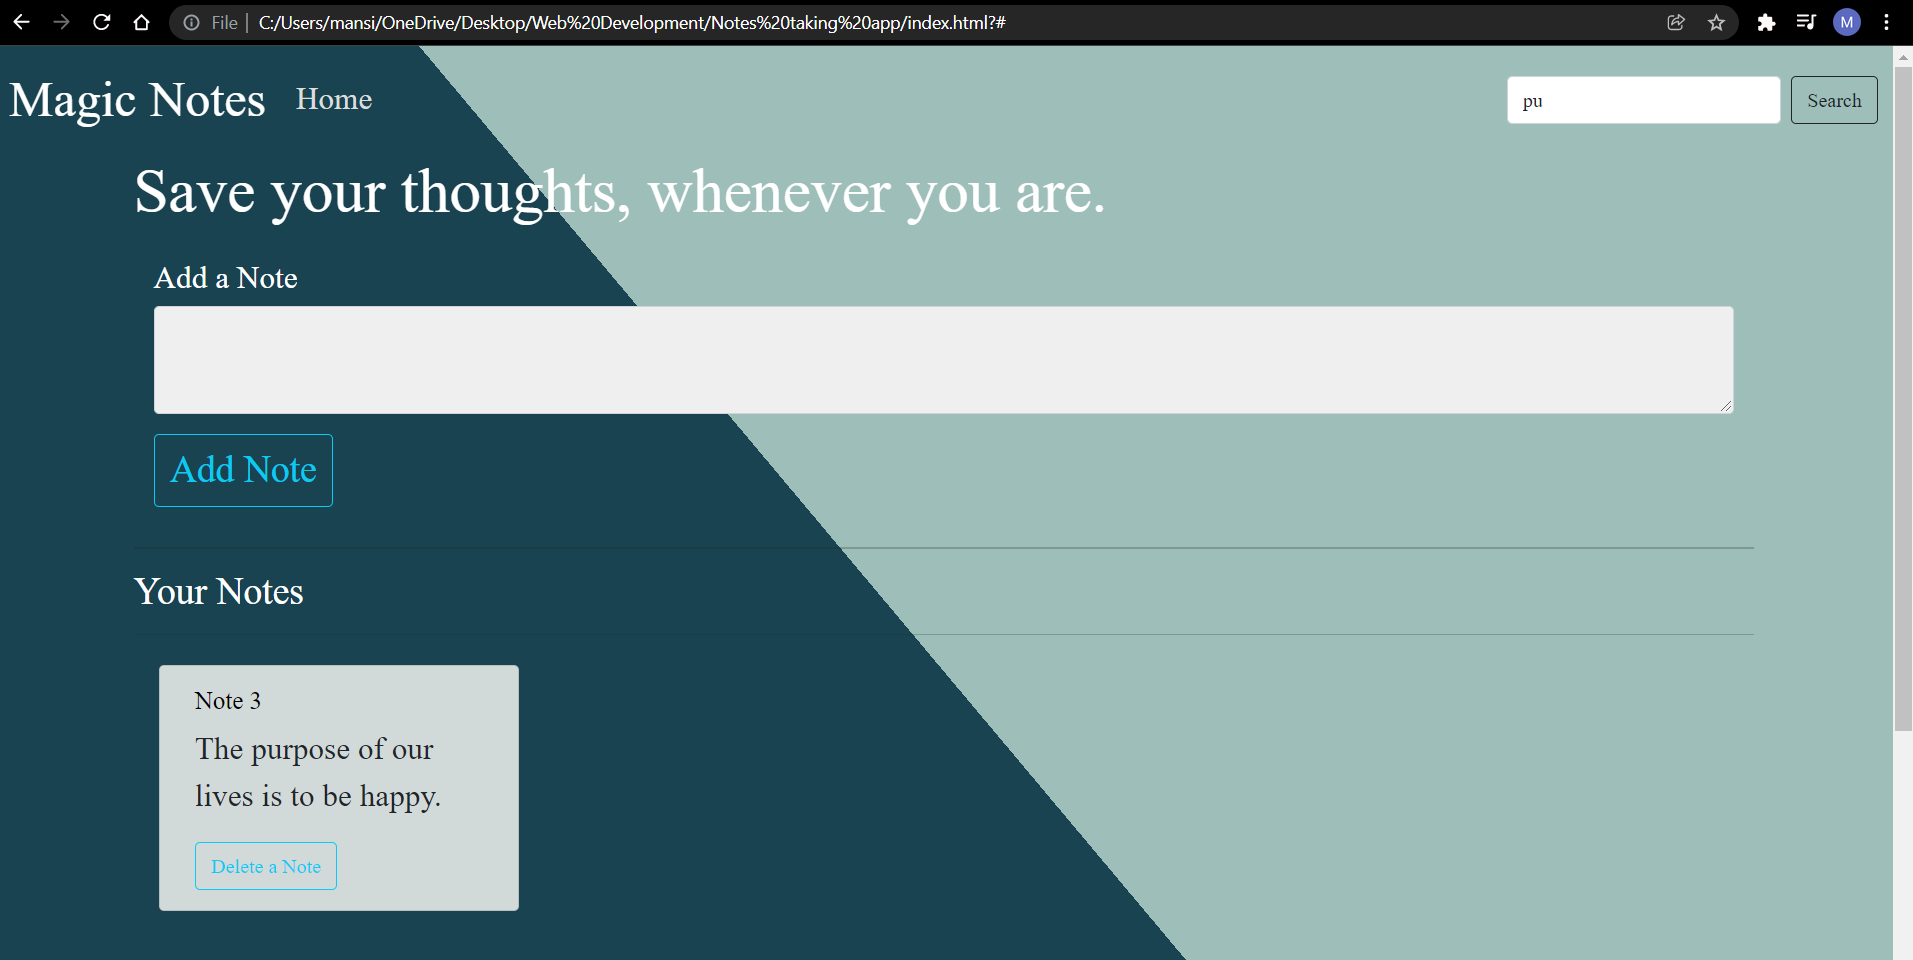 File
C:/Users/mansi/OneDrive/Desktop/Web%20Development/Notes%20taking%20app/index.html?#
M
Magic Notes
Home
pu
Search
Save your thoughts, whenever you are.
Add a Note
Add Note
Your Notes
Note 3
The purpose of our
lives is to be happy.
Delete a Note